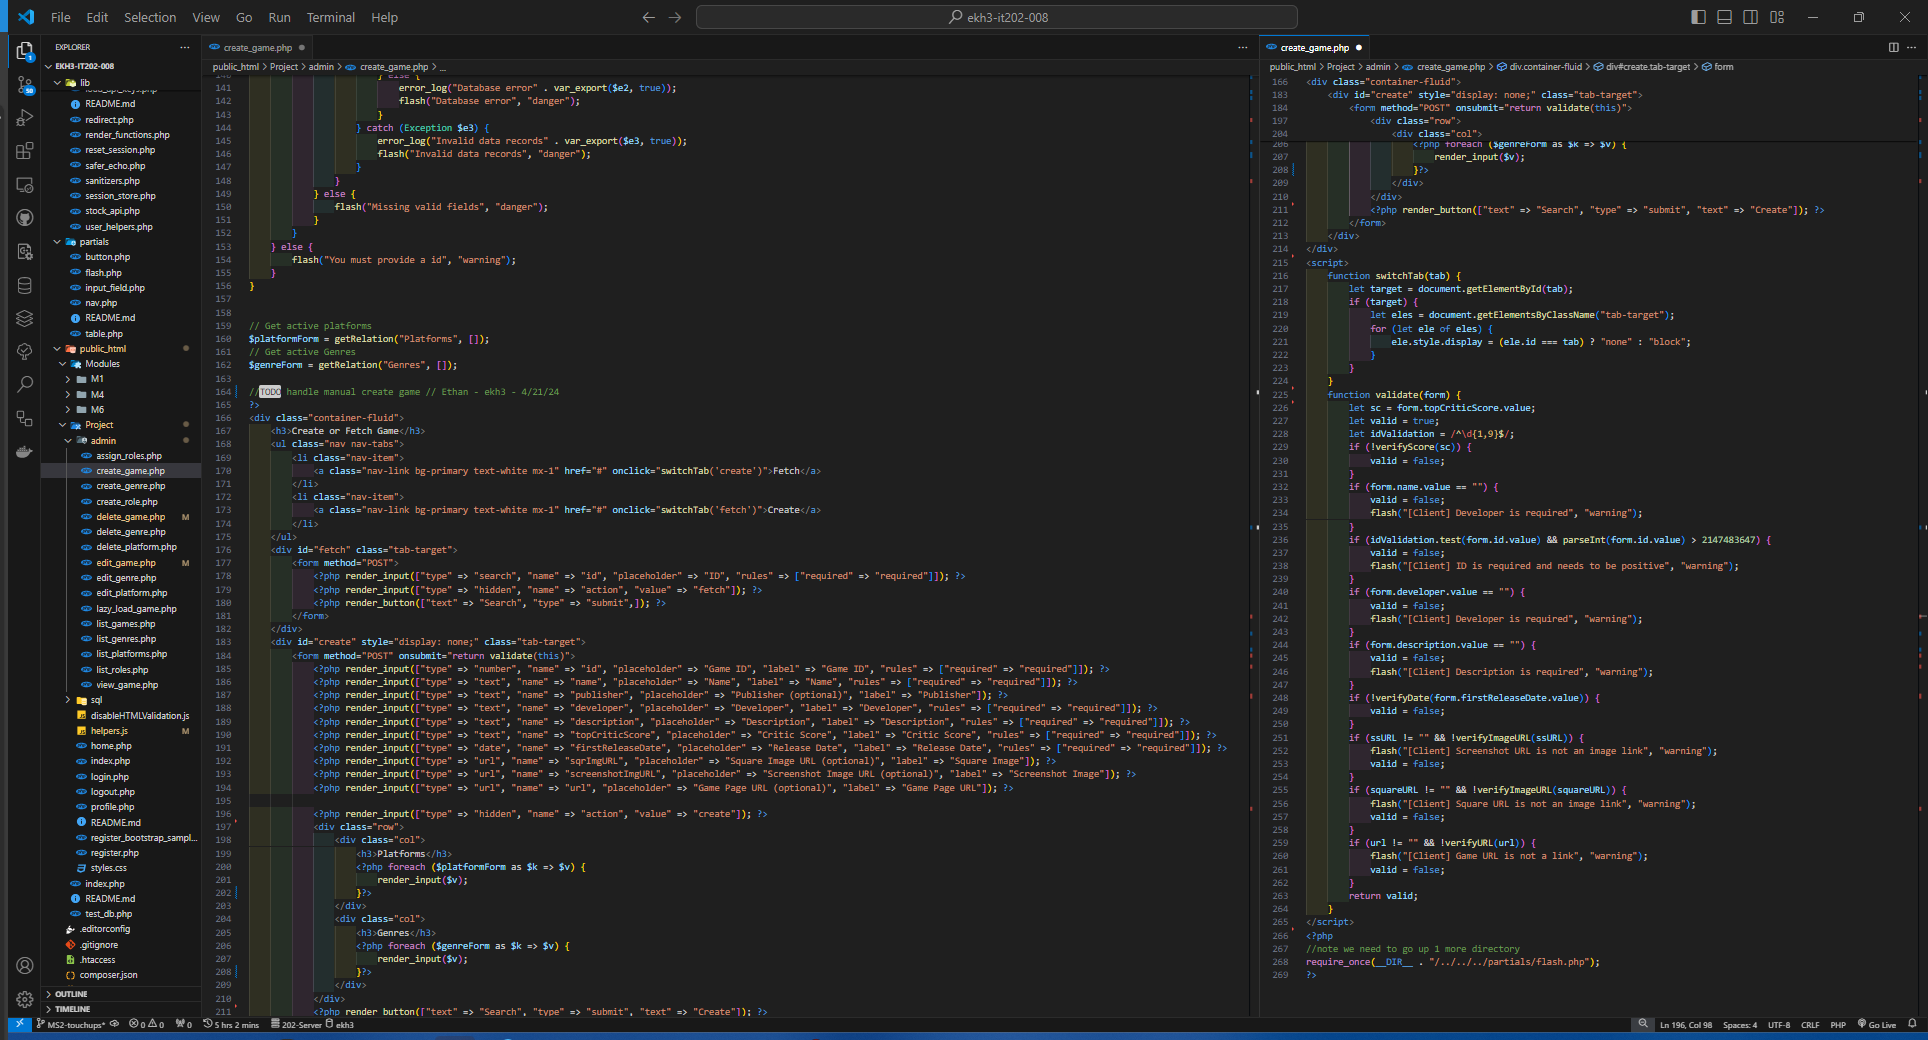 File Edit Selection View Go Run Terminal Help
ekh3-it202-008
EXPLORER
EKH3-IT202-008
lib
load_api_keys.php
README.md
redirect.php
render_functions.php
reset_session.php
safer_echo.php
sanitizers.php
session_store.php
stock_api.php
user_helpers.php
partials
button.php
flash.php
input_field.php
nav.php
README.md
table.php
public_html
Modules
M1
M4
M6
Project
admin
assign_roles.php
create_game.php
create_genre.php
create_role.php
delete_game.php M
delete_genre.php
delete_platform.php
edit_game.php M
edit_genre.php
edit_platform.php
lazy_load_game.php
list_games.php
list_genres.php
list_platforms.php
list_roles.php
view_game.php
sql
disableHTMLValidation.js
helpers.js M
home.php
index.php
login.php
logout.php
profile.php
README.md
register_bootstrap_sampl...
register.php
styles.css
index.php
README.md
test_db.php
.editorconfig
.gitignore
.htaccess
composer.json
OUTLINE
TIMELINE
create_game.php
public_html > Project > admin > create_game.php > ...
140 } else {
141 error_log("Database error" . var_export($e2, true));
142 flash("Database error", "danger");
143 }
144 } catch (Exception $e3) {
145 error_log("Invalid data records" . var_export($e3, true));
146 flash("Invalid data records", "danger");
147 }
148 }
149 } else {
150 flash("Missing valid fields", "danger");
151 }
152 }
153 } else {
154 flash("You must provide a id", "warning");
155 }
156 }
157
158
159 // Get active platforms
160 $platformForm = getRelation("Platforms", []);
161 // Get active Genres
162 $genreForm = getRelation("Genres", []);
163
164 //TODO handle manual create game // Ethan - ekh3 - 4/21/24
165 ?>
166 <div class="container-fluid">
167 <h3>Create or Fetch Game</h3>
168 <ul class="nav nav-tabs">
169 <li class="nav-item">
170 <a class="nav-link bg-primary text-white mx-1" href="#" onclick="switchTab('create')">Fetch</a>
171 </li>
172 <li class="nav-item">
173 <a class="nav-link bg-primary text-white mx-1" href="#" onclick="switchTab('fetch')">Create</a>
174 </li>
175 </ul>
176 <div id="fetch" class="tab-target">
177 <form method="POST">
178 <?php render_input(["type" => "search", "name" => "id", "placeholder" => "ID", "rules" => ["required" => "required"]]); ?>
179 <?php render_input(["type" => "hidden", "name" => "action", "value" => "fetch"]); ?>
180 <?php render_button(["text" => "Search", "type" => "submit",]); ?>
181 </form>
182 </div>
183 <div id="create" style="display: none;" class="tab-target">
184 <form method="POST" onsubmit="return validate(this)">
185 <?php render_input(["type" => "number", "name" => "id", "placeholder" => "Game ID", "label" => "Game ID", "rules" => ["required" => "required"]]); ?>
186 <?php render_input(["type" => "text", "name" => "name", "placeholder" => "Name", "label" => "Name", "rules" => ["required" => "required"]]); ?>
187 <?php render_input(["type" => "text", "name" => "publisher", "placeholder" => "Publisher (optional)", "label" => "Publisher"]); ?>
188 <?php render_input(["type" => "text", "name" => "developer", "placeholder" => "Developer", "label" => "Developer", "rules" => ["required" => "required"]]); ?>
189 <?php render_input(["type" => "text", "name" => "description", "placeholder" => "Description", "label" => "Description", "rules" => ["required" => "required"]]); ?>
190 <?php render_input(["type" => "text", "name" => "topCriticScore", "placeholder" => "Critic Score", "label" => "Critic Score", "rules" => ["required" => "required"]]); ?>
191 <?php render_input(["type" => "date", "name" => "firstReleaseDate", "placeholder" => "Release Date", "label" => "Release Date", "rules" => ["required" => "required"]]); ?>
192 <?php render_input(["type" => "url", "name" => "sqrImgURL", "placeholder" => "Square Image URL (optional)", "label" => "Square Image"]); ?>
193 <?php render_input(["type" => "url", "name" => "screenshotImgURL", "placeholder" => "Screenshot Image URL (optional)", "label" => "Screenshot Image"]); ?>
194 <?php render_input(["type" => "url", "name" => "url", "placeholder" => "Game Page URL (optional)", "label" => "Game Page URL"]); ?>
195
196 <?php render_input(["type" => "hidden", "name" => "action", "value" => "create"]); ?>
197 <div class="row">
198 <div class="col">
199 <h3>Platforms</h3>
200 <?php foreach ($platformForm as $k => $v) {
201 render_input($v);
202 }?>
203 </div>
204 <div class="col">
205 <h3>Genres</h3>
206 <?php foreach ($genreForm as $k => $v) {
207 render_input($v);
208 }?>
209 </div>
210 </div>
211 <?php render_button(["text" => "Search", "type" => "submit", "text" => "Create"]); ?>
create_game.php
public_html > Project > admin > create_game.php > div.container-fluid > div#create.tab-target > form
166 <div class="container-fluid">
183 <div id="create" style="display: none;" class="tab-target">
184 <form method="POST" onsubmit="return validate(this)">
197 <div class="row">
204 <div class="col">
206 <?php foreach ($genreForm as $k => $v) {
207 render_input($v);
208 }?>
209 </div>
210 </div>
211 <?php render_button(["text" => "Search", "type" => "submit", "text" => "Create"]); ?>
212 </form>
213 </div>
214 </div>
215 <script>
216 function switchTab(tab) {
217 let target = document.getElementById(tab);
218 if (target) {
219 let eles = document.getElementsByClassName("tab-target");
220 for (let ele of eles) {
221 ele.style.display = (ele.id === tab) ? "none" : "block";
222 }
223 }
224 }
225 function validate(form) {
226 let sc = form.topCriticScore.value;
227 let valid = true;
228 let idValidation = /^\d{1,9}$/;
229 if (!verifyScore(sc)) {
230 valid = false;
231 }
232 if (form.name.value == "") {
233 valid = false;
234 flash("[Client] Developer is required", "warning");
235 }
236 if (idValidation.test(form.id.value) && parseInt(form.id.value) > 2147483647) {
237 valid = false;
238 flash("[Client] ID is required and needs to be positive", "warning");
239 }
240 if (form.developer.value == "") {
241 valid = false;
242 flash("[Client] Developer is required", "warning");
243 }
244 if (form.description.value == "") {
245 valid = false;
246 flash("[Client] Description is required", "warning");
247 }
248 if (!verifyDate(form.firstReleaseDate.value)) {
249 valid = false;
250 }
251 if (ssURL != "" && !verifyImageURL(ssURL)) {
252 flash("[Client] Screenshot URL is not an image link", "warning");
253 valid = false;
254 }
255 if (squareURL != "" && !verifyImageURL(squareURL)) {
256 flash("[Client] Square URL is not an image link", "warning");
257 valid = false;
258 }
259 if (url != "" && !verifyURL(url)) {
260 flash("[Client] Game URL is not a link", "warning");
261 valid = false;
262 }
263 return valid;
264 }
265 </script>
266 <?php
267 //note we need to go up 1 more directory
268 require_once(__DIR__ . "/../../../partials/flash.php");
269 ?>
MS2-touchups* 0 0 0 5 hrs 2 mins 202-Server ekh3
Ln 196, Col 98 Spaces: 4 UTF-8 CRLF PHP Go Live